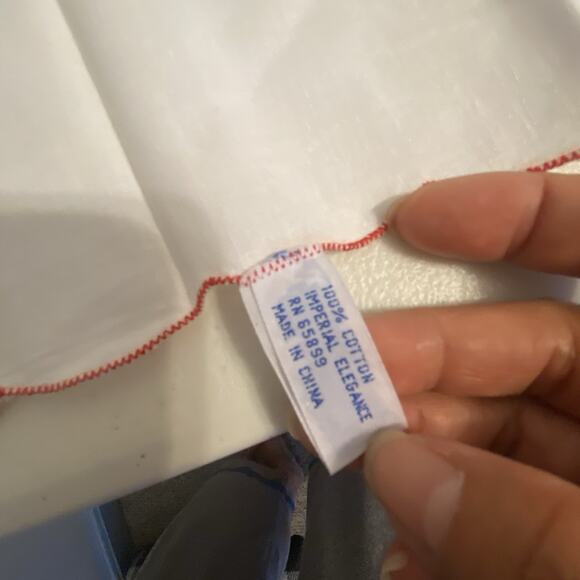 100% COTTON
IMPERIAL ELEGANCE
RN 65899
MADE IN CHINA